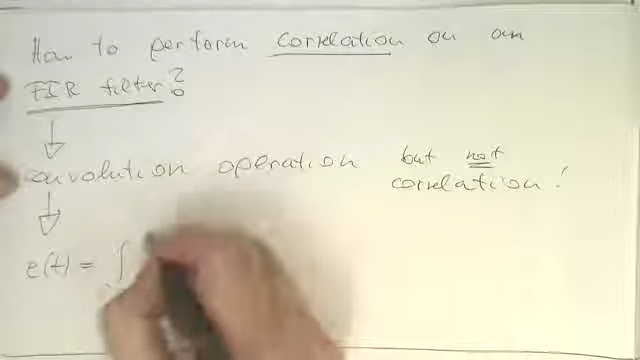 How to perform correlation on an
FIR filter?
convolution operation but not
correlation!
e(t) = ∫